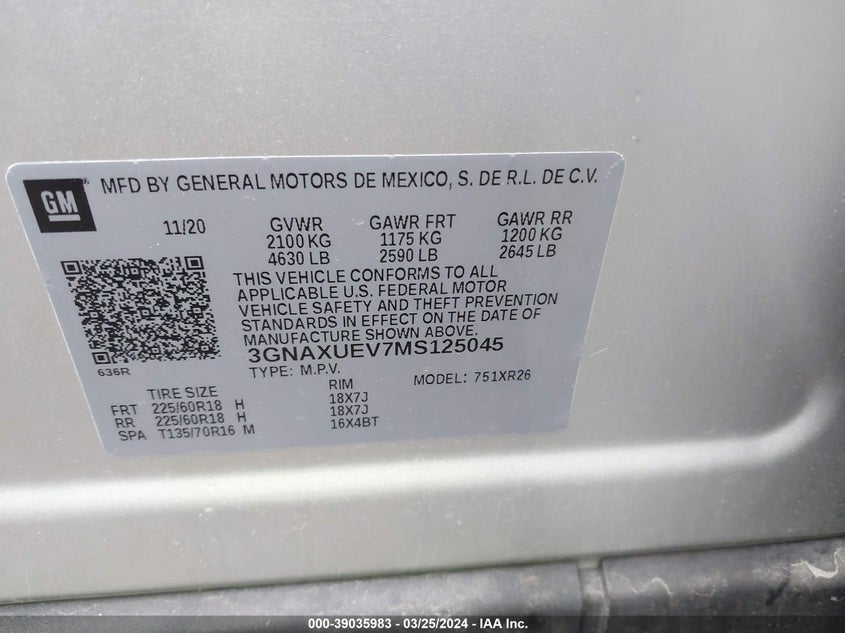 GM
MFD BY GENERAL MOTORS DE MEXICO, S. DE R.L. DE C.V.
11/20 GVWR GAWR FRT GAWR RR
2100 KG 1175 KG 1200 KG
4630 LB 2590 LB 2645 LB
THIS VEHICLE CONFORMS TO ALL
APPLICABLE U.S. FEDERAL MOTOR
VEHICLE SAFETY AND THEFT PREVENTION
STANDARDS IN EFFECT ON THE DATE OF
MANUFACTURE SHOWN ABOVE.
3GNAXUEV7MS125045
636R
TYPE: M.P.V. MODEL: 751XR26
TIRE SIZE RIM
FRT 225/60R18 H 18X7J
RR 225/60R18 H 18X7J
SPA T135/70R16 M 16X4BT
000-39035983 - 03/25/2024 - IAA Inc.